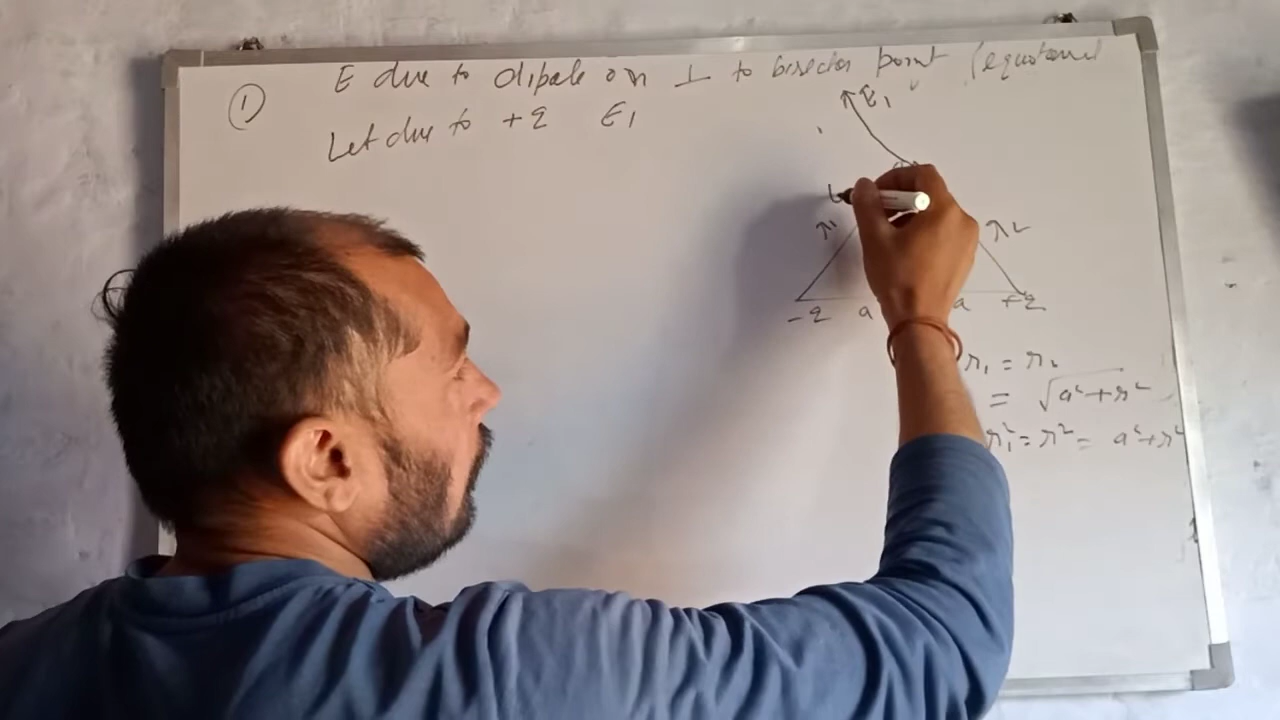 ① E due to dipole on ⊥ to bisector point (equatorial
Let due to +q E₁
E₁
r₁ r₂
-q a a +q
r₁ = r₂
= √a²+r²
r₁² = r² = a²+r²